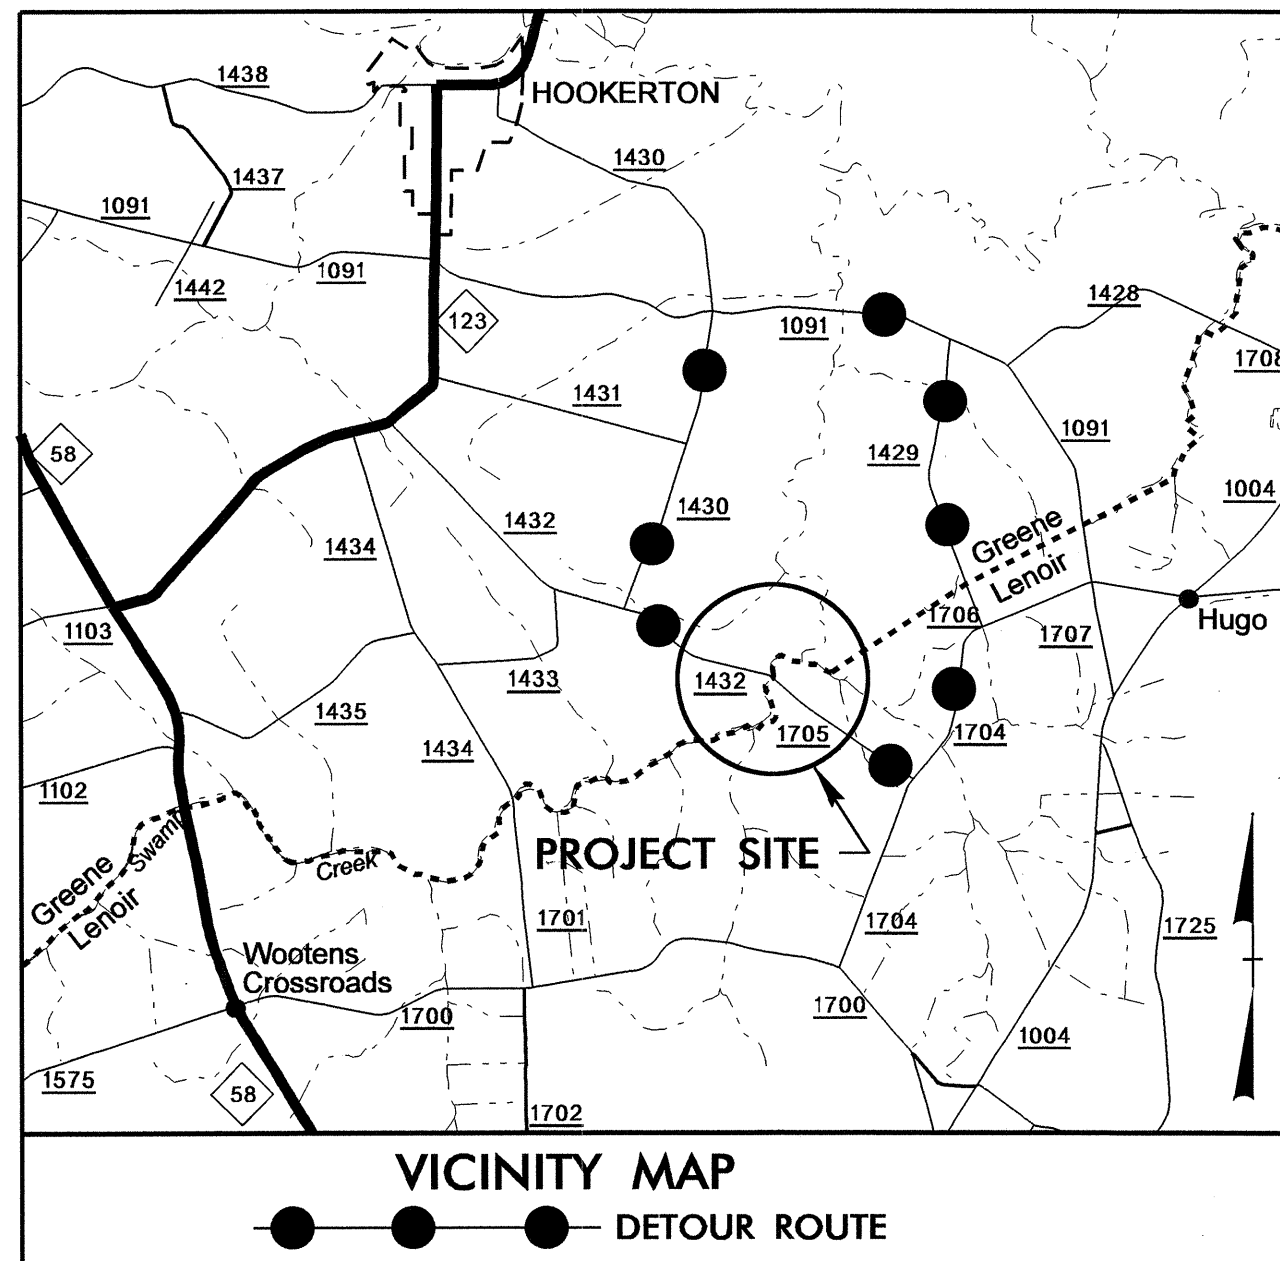 1438
HOOKERTON
1430
1437
1091
1091
1442
1428
123
1091
1708
1431
1091
58
1429
1004
1430
1432
1434
Greene
Lenoir
1706
1103
1707
Hugo
1433
1432
1435
1705
1704
1434
1102
Swamp
PROJECT SITE
Creek
Greene
Lenoir
1701
1704
1725
Wootens
Crossroads
1700
1700
1004
1575
58
1702
VICINITY MAP
DETOUR ROUTE